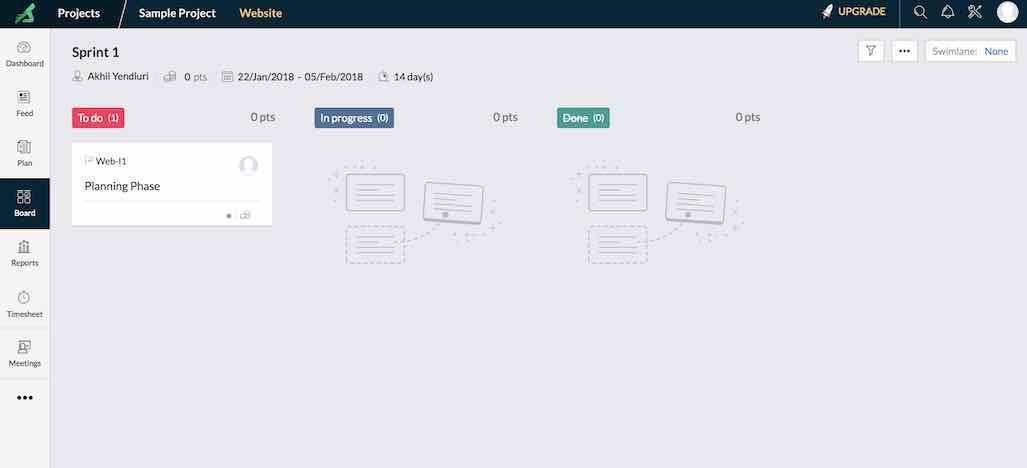 Projects
Sample Project
Website
UPGRADE
Dashboard
Feed
Plan
Board
Reports
Timesheet
Meetings
Sprint 1
Swimlane: None
Akhil Yendluri
0 pts
22/Jan/2018 - 05/Feb/2018
14 day(s)
To do (1)
0 pts
In progress (0)
0 pts
Done (0)
0 pts
Web-I1
Planning Phase